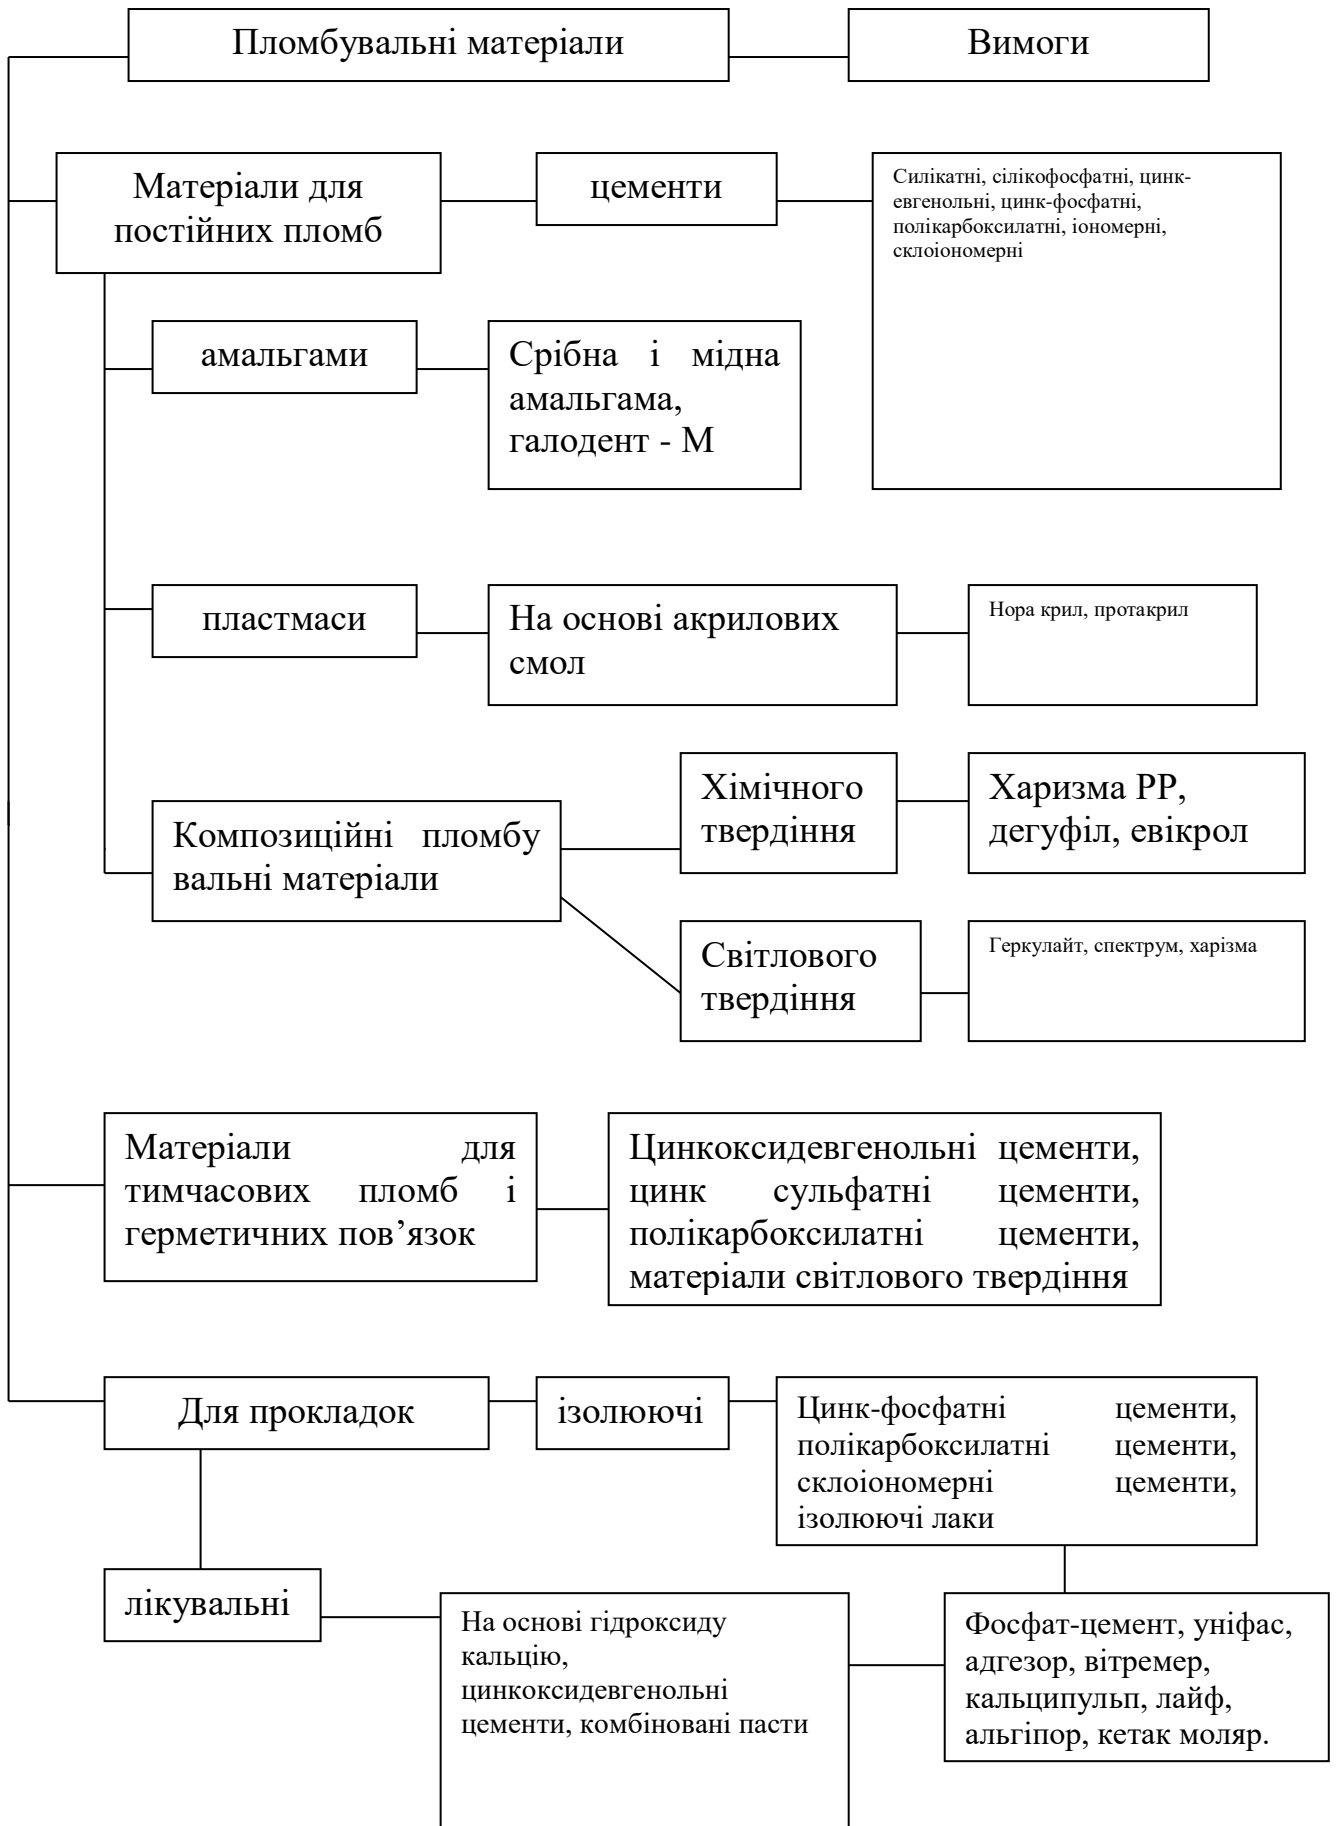 Пломбувальні матеріали
Вимоги
Матеріали для
постійних пломб
цементи
Силікатні, сілікофосфатні, цинк-
евгенольні, цинк-фосфатні,
полікарбоксилатні, іономерні,
склоіономерні
амальгами
Срібна і мідна
амальгама,
галодент - М
пластмаси
На основі акрилових
смол
Нора крил, протакрил
Композиційні пломбу
вальні матеріали
Хімічного
твердіння
Харизма РР,
дегуфіл, евікрол
Світлового
твердіння
Геркулайт, спектрум, харізма
Матеріали для
тимчасових пломб і
герметичних пов’язок
Цинкоксидевгенольні цементи,
цинк сульфатні цементи,
полікарбоксилатні цементи,
матеріали світлового твердіння
Для прокладок
ізолюючі
Цинк-фосфатні цементи,
полікарбоксилатні цементи,
склоіономерні цементи,
ізолюючі лаки
лікувальні
На основі гідроксиду
кальцію,
цинкоксидевгенольні
цементи, комбіновані пасти
Фосфат-цемент, уніфас,
адгезор, вітремер,
кальципульп, лайф,
альгіпор, кетак моляр.